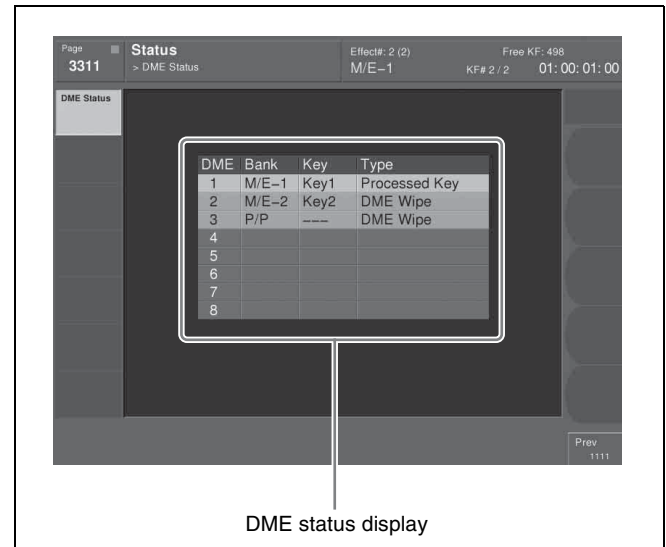 Page
3311
Status
> DME Status
Effect#: 2 (2)
M/E–1
Free KF: 498
KF# 2 / 2
01: 00: 01: 00
DME Status
DME Bank Key Type
1 M/E–1 Key1 Processed Key
2 M/E–2 Key2 DME Wipe
3 P/P ––– DME Wipe
4
5
6
7
8
Prev
1111
DME status display